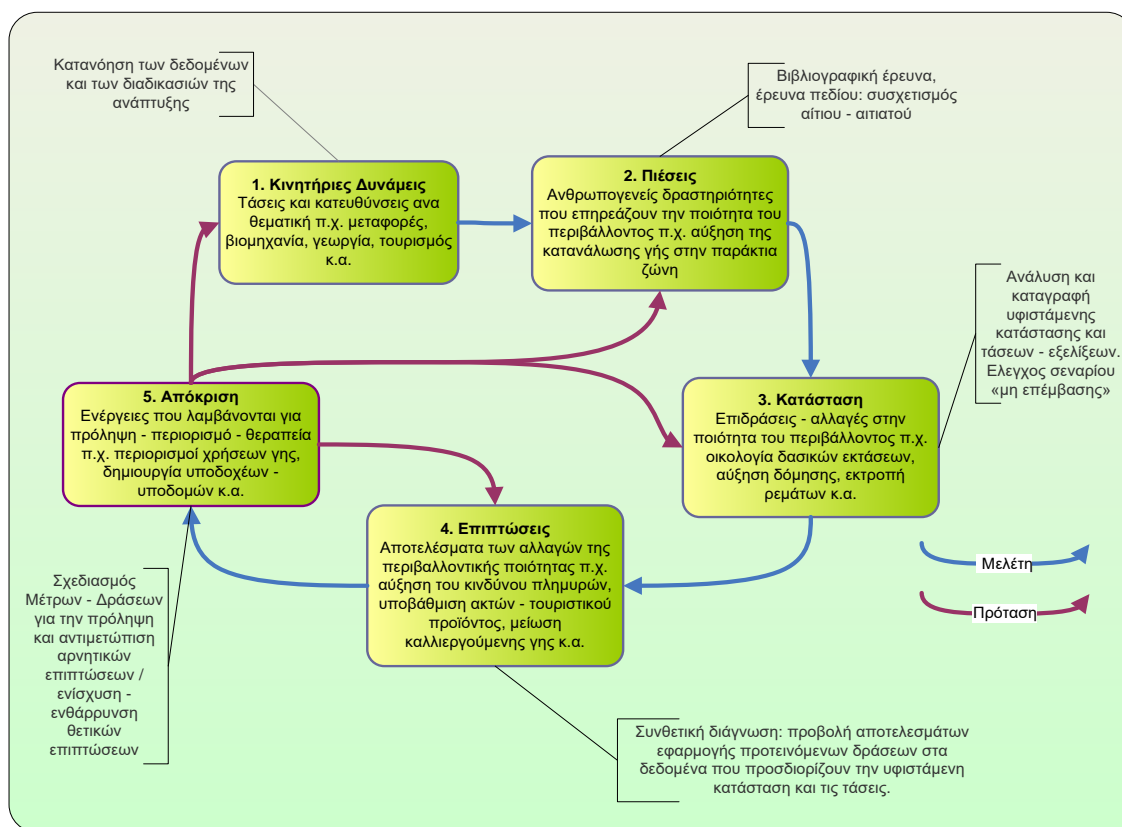 Κατανόηση των δεδομένων
και των διαδικασιών της
ανάπτυξης
Βιβλιογραφική έρευνα,
έρευνα πεδίου: συσχετισμός
αίτιου - αιτιατού
1. Κινητήριες Δυνάμεις
Τάσεις και κατευθύνσεις ανα
θεματική π.χ. μεταφορές,
βιομηχανία, γεωργία, τουρισμός
κ.α.
2. Πιέσεις
Ανθρωπογενείς δραστηριότητες
που επηρεάζουν την ποιότητα του
περιβάλλοντος π.χ. αύξηση της
κατανάλωσης γής στην παράκτια
ζώνη
Ανάλυση και
καταγραφή
υφιστάμενης
κατάστασης και
τάσεων - εξελίξεων.
Ελεγχος σεναρίου
«μη επέμβασης»
3. Κατάσταση
Επιδράσεις - αλλαγές στην
ποιότητα του περιβάλλοντος π.χ.
οικολογία δασικών εκτάσεων,
αύξηση δόμησης, εκτροπή
ρεμάτων κ.α.
5. Απόκριση
Ενέργειες που λαμβάνονται για
πρόληψη - περιορισμό - θεραπεία
π.χ. περιορισμοί χρήσεων γης,
δημιουργία υποδοχέων -
υποδομών κ.α.
4. Επιπτώσεις
Αποτελέσματα των αλλαγών της
περιβαλλοντικής ποιότητας π.χ.
αύξηση του κινδύνου πλημυρών,
υποβάθμιση ακτών - τουριστικού
προϊόντος, μείωση
καλλιεργούμενης γης κ.α.
Μελέτη
Πρόταση
Σχεδιασμός
Μέτρων - Δράσεων
για την πρόληψη
και αντιμετώπιση
αρνητικών
επιπτώσεων /
ενίσχυση -
ενθάρρυνση
θετικών
επιπτώσεων
Συνθετική διάγνωση: προβολή αποτελεσμάτων
εφαρμογής προτεινόμενων δράσεων στα
δεδομένα που προσδιορίζουν την υφιστάμενη
κατάσταση και τις τάσεις.